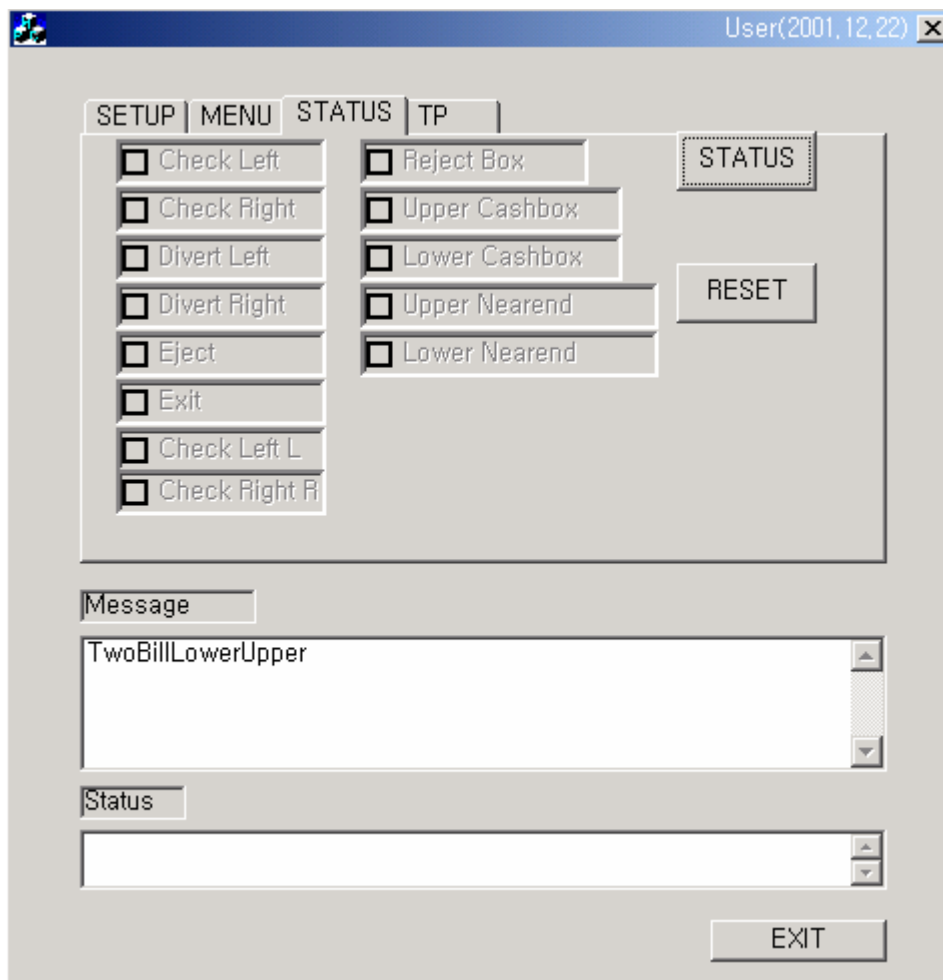 User(2001,12,22)
SETUP MENU STATUS TP
Check Left Reject Box STATUS
Check Right Upper Cashbox
Divert Left Lower Cashbox
Divert Right Upper Nearend RESET
Eject Lower Nearend
Exit
Check Left L
Check Right R
Message
TwoBillLowerUpper
Status
EXIT